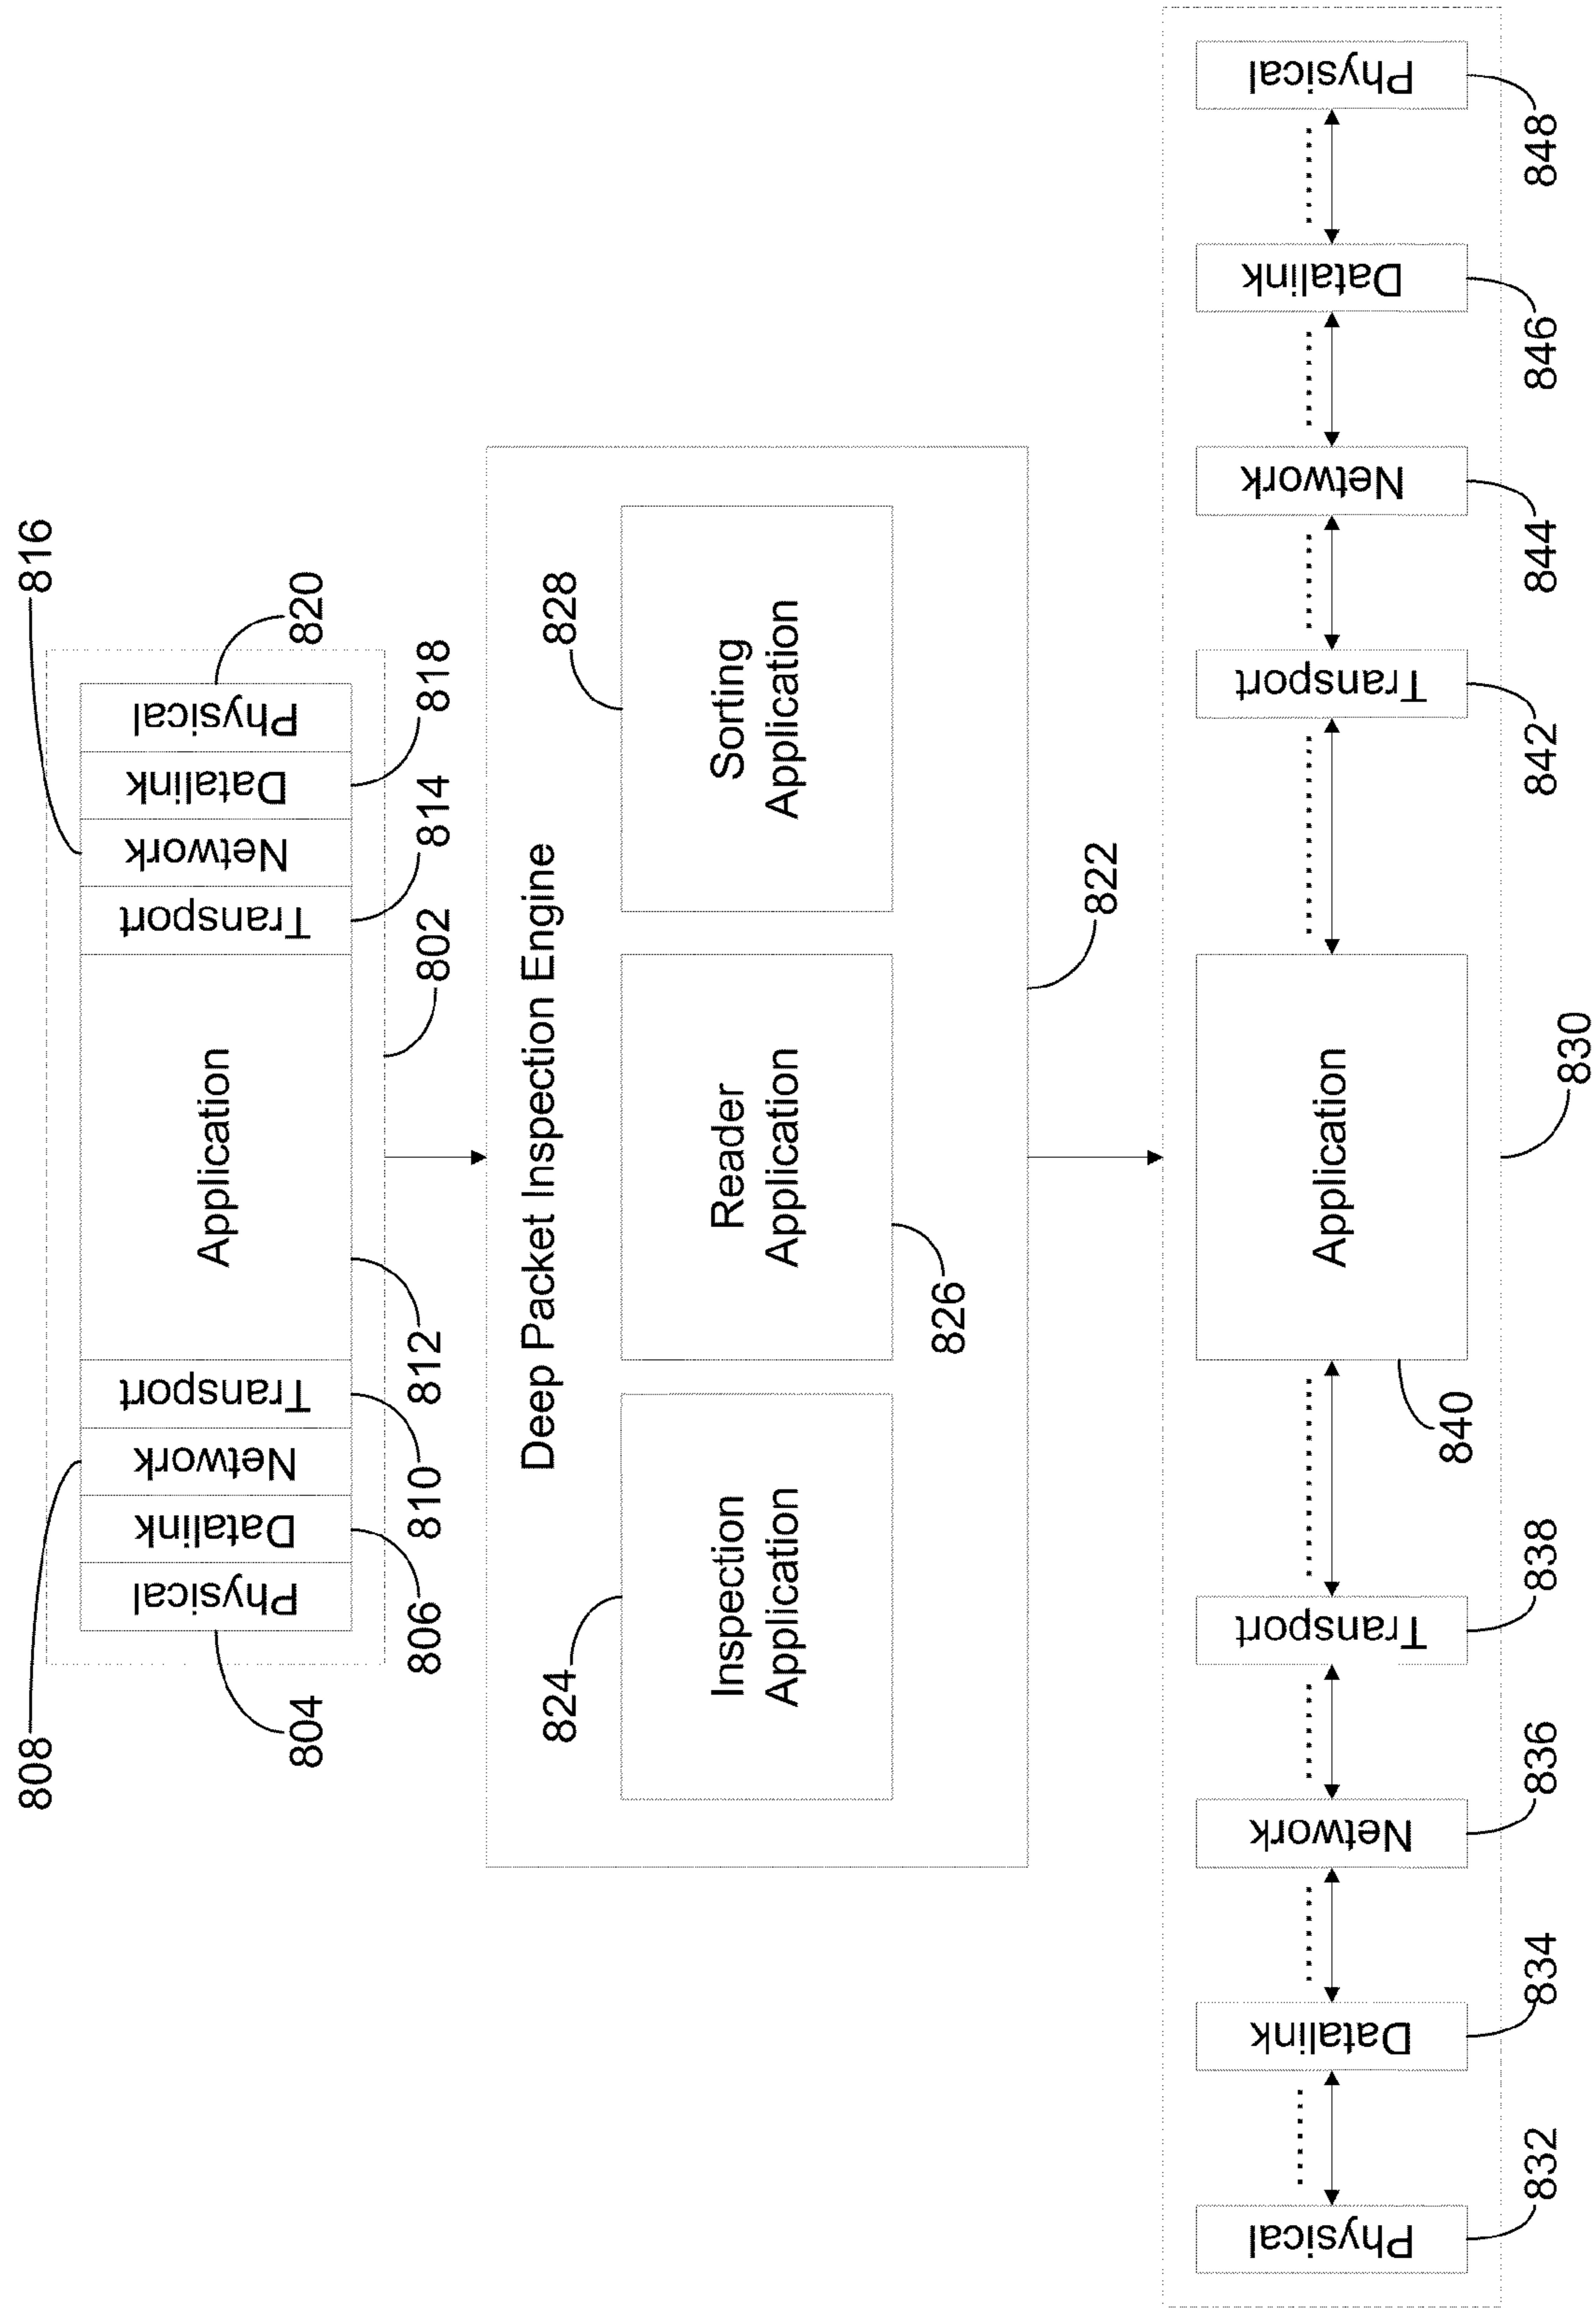 808
816
804
Physical
Datalink
Network
Transport
Application
Transport
Network
Datalink
Physical
820
806
810
812
802
814
818
Deep Packet Inspection Engine
824
828
Inspection
Application
Reader
Application
Sorting
Application
826
822
Physical
Datalink
Network
Transport
Application
Transport
Network
Datalink
Physical
832
834
836
838
840
830
842
844
846
848